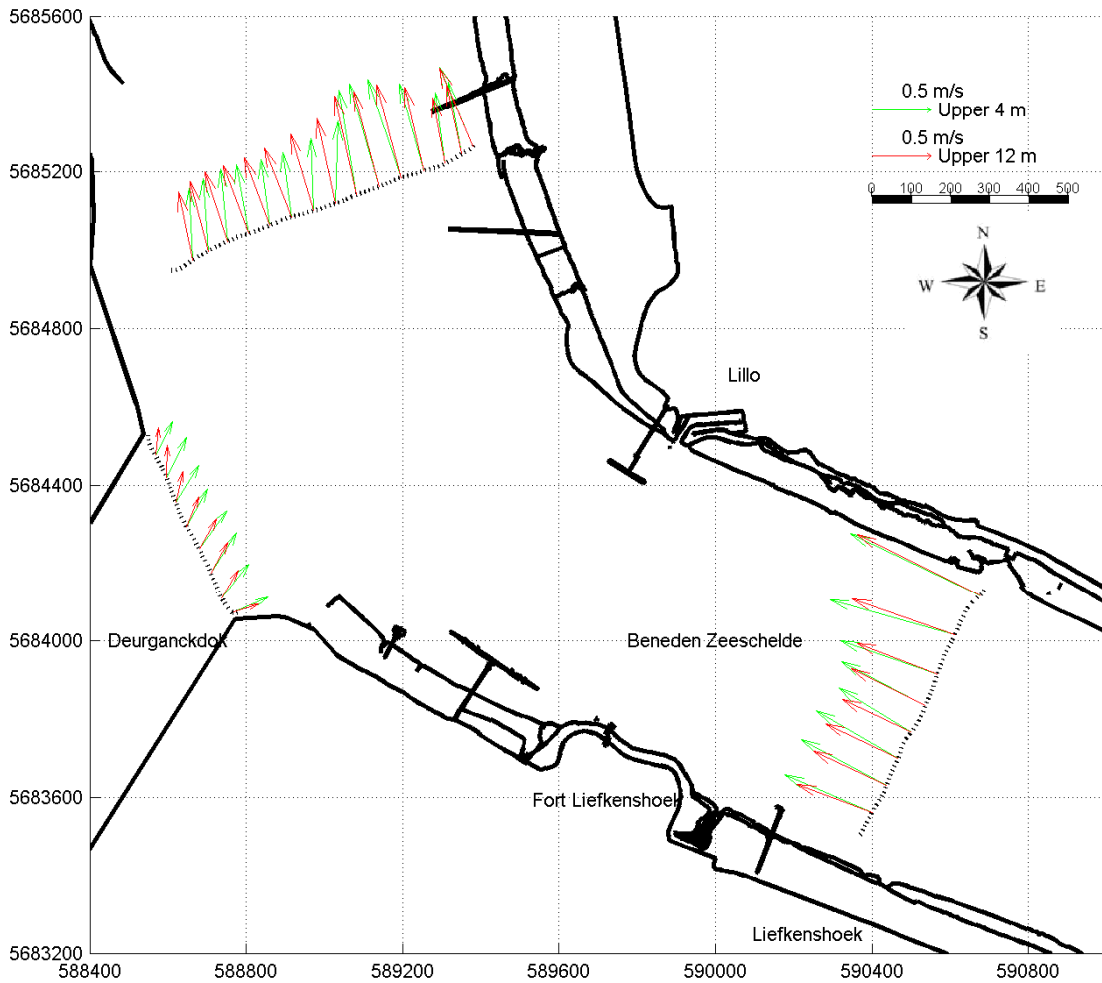 5685600
5685200
5684800
5684400
5684000
5683600
5683200
588400
588800
589200
589600
590000
590400
590800
0.5 m/s
Upper 4 m
0.5 m/s
Upper 12 m
0 100 200 300 400 500
N
W E
S
Lillo
Deurganckdok
Beneden Zeeschelde
Fort Liefkenshoek
Liefkenshoek